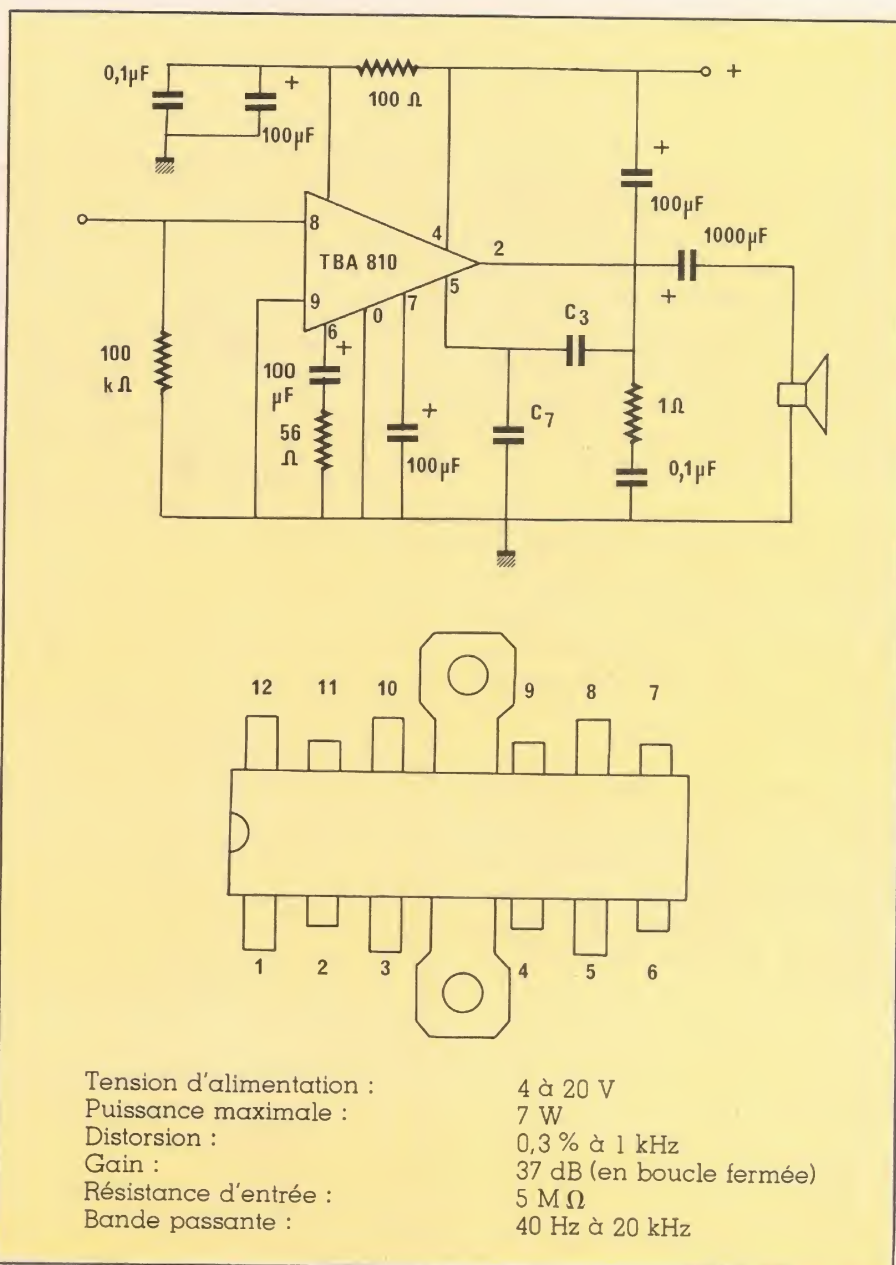 0,1µF
+
100µF
100 Ω
+
+
100µF
1000µF
+
8
4
2
TBA 810
9
5
6
0
7
+
+
C3
100 kΩ
100 µF
56 Ω
100µF
C7
1Ω
0,1µF
12 11 10 9 8 7
1 2 3 4 5 6
Tension d'alimentation : 4 à 20 V
Puissance maximale : 7 W
Distorsion : 0,3 % à 1 kHz
Gain : 37 dB (en boucle fermée)
Résistance d'entrée : 5 M Ω
Bande passante : 40 Hz à 20 kHz